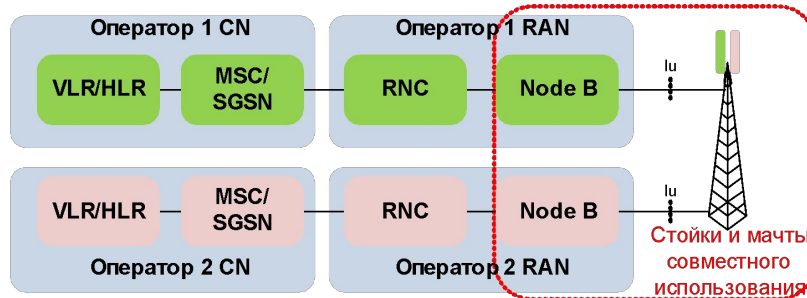 Оператор 1 CN
Оператор 1 RAN
VLR/HLR
MSC/
SGSN
RNC
Node B
Iu
VLR/HLR
MSC/
SGSN
RNC
Node B
Iu
Оператор 2 CN
Оператор 2 RAN
Стойки и мачты
совместного
использования